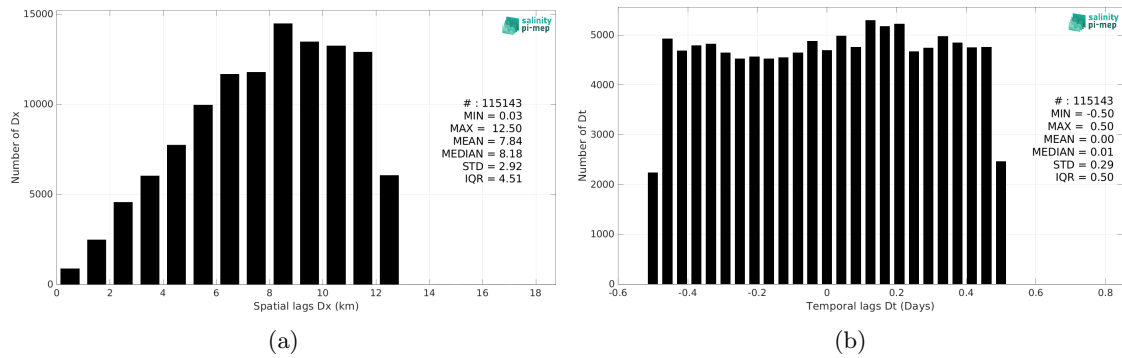 15000
10000
5000
0
Number of Dx
0 2 4 6 8 10 12 14 16 18
Spatial lags Dx (km)
salinity
pi-mep
# : 115143
MIN = 0.03
MAX = 12.50
MEAN = 7.84
MEDIAN = 8.18
STD = 2.92
IQR = 4.51
(a)
5000
4000
3000
2000
1000
0
Number of Dt
-0.6 -0.4 -0.2 0 0.2 0.4 0.6 0.8
Temporal lags Dt (Days)
salinity
pi-mep
# : 115143
MIN = -0.50
MAX = 0.50
MEAN = 0.00
MEDIAN = 0.01
STD = 0.29
IQR = 0.50
(b)